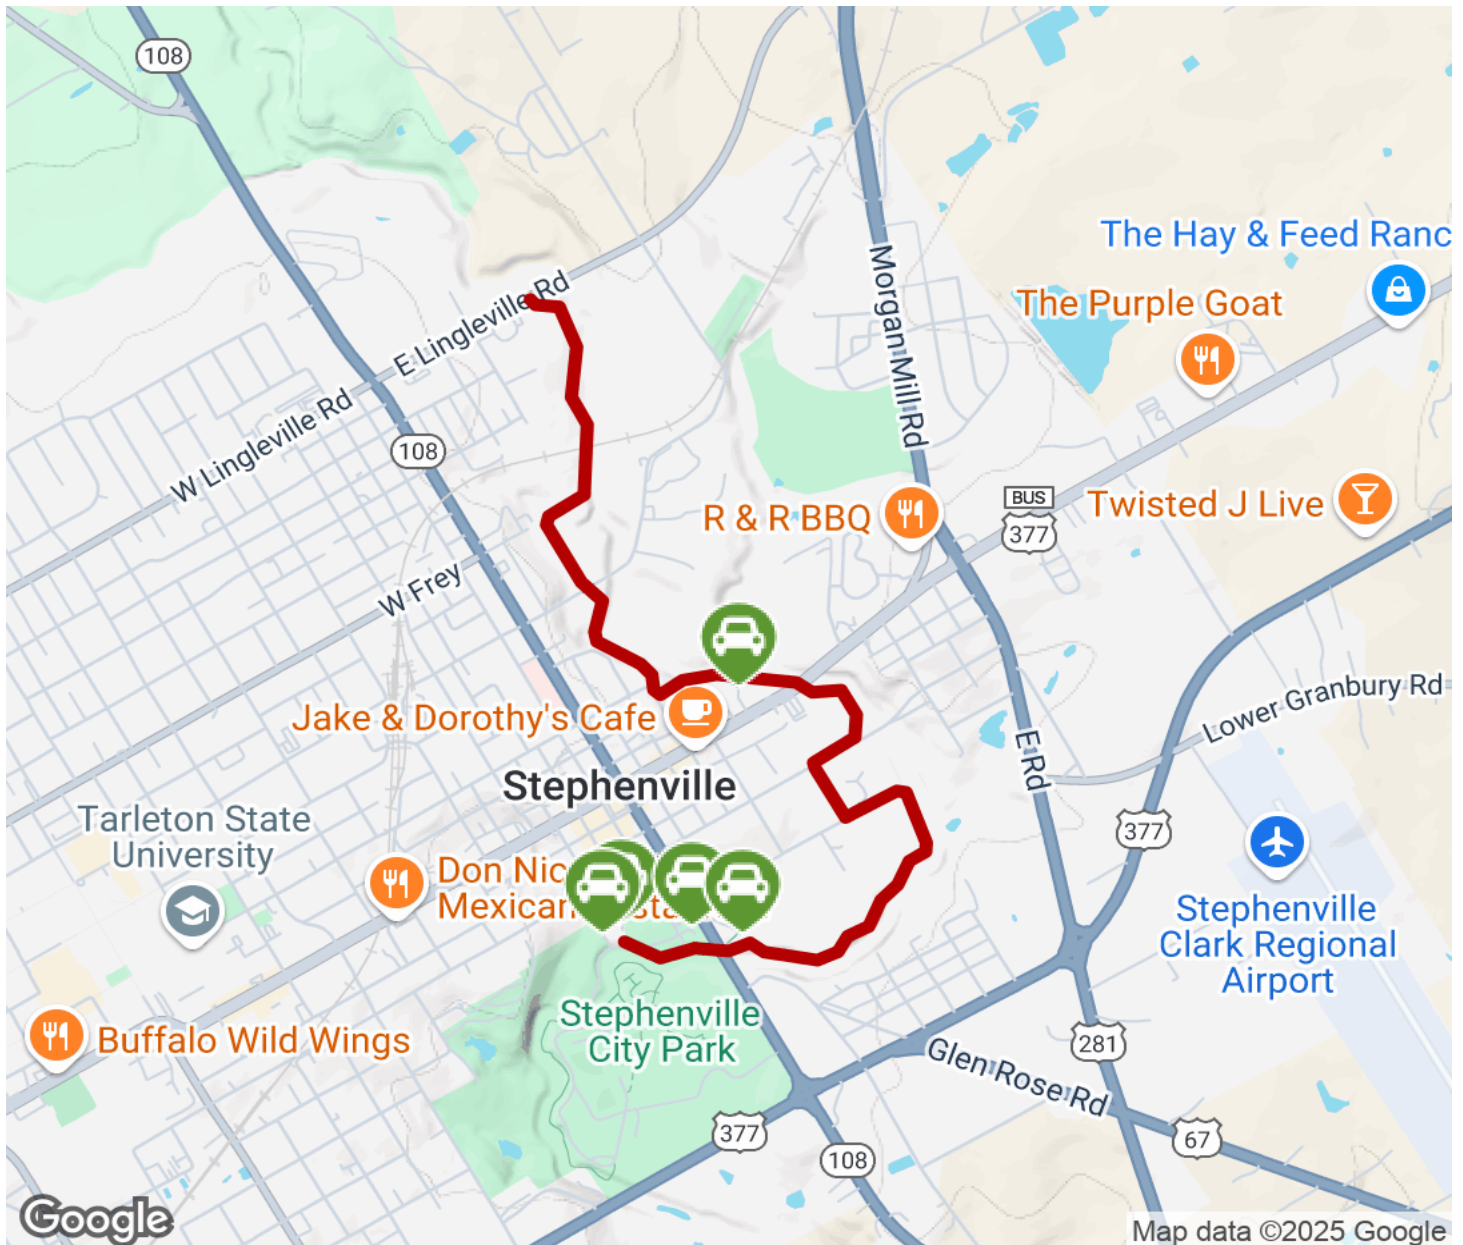 108
The Hay & Feed Ranc
E Lingleville Rd
Morgan Mill Rd
The Purple Goat
W Lingleville Rd
108
R & R BBQ
BUS
377
Twisted J Live
W Frey
Lower Granbury Rd
Jake & Dorothy's Cafe
E Rd
Stephenville
Tarleton State
University
377
Don Nic
Mexican
Stephenville
Clark Regional
Airport
Stephenville
City Park
Buffalo Wild Wings
281
Glen Rose Rd
377
108
67
Google
Map data ©2025 Google